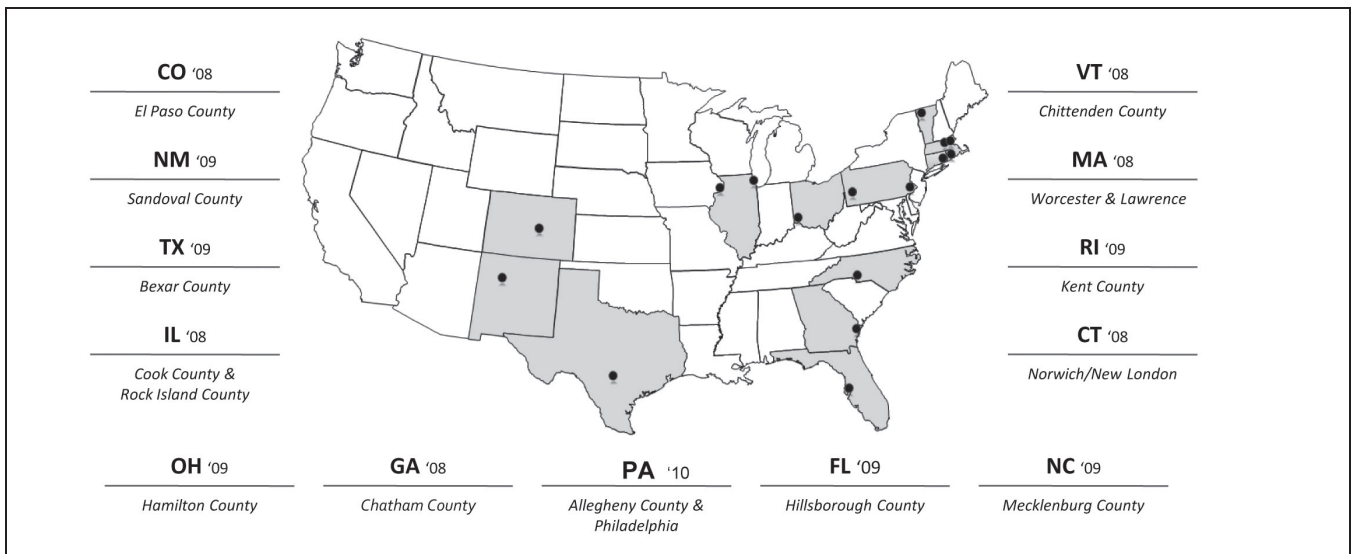 CO ‘08
El Paso County
NM ‘09
Sandoval County
TX ‘09
Bexar County
IL ‘08
Cook County &
Rock Island County
VT ‘08
Chittenden County
MA ‘08
Worcester & Lawrence
RI ‘09
Kent County
CT ‘08
Norwich/New London
OH ‘09
Hamilton County
GA ‘08
Chatham County
PA ‘10
Allegheny County &
Philadelphia
FL ‘09
Hillsborough County
NC ‘09
Mecklenburg County